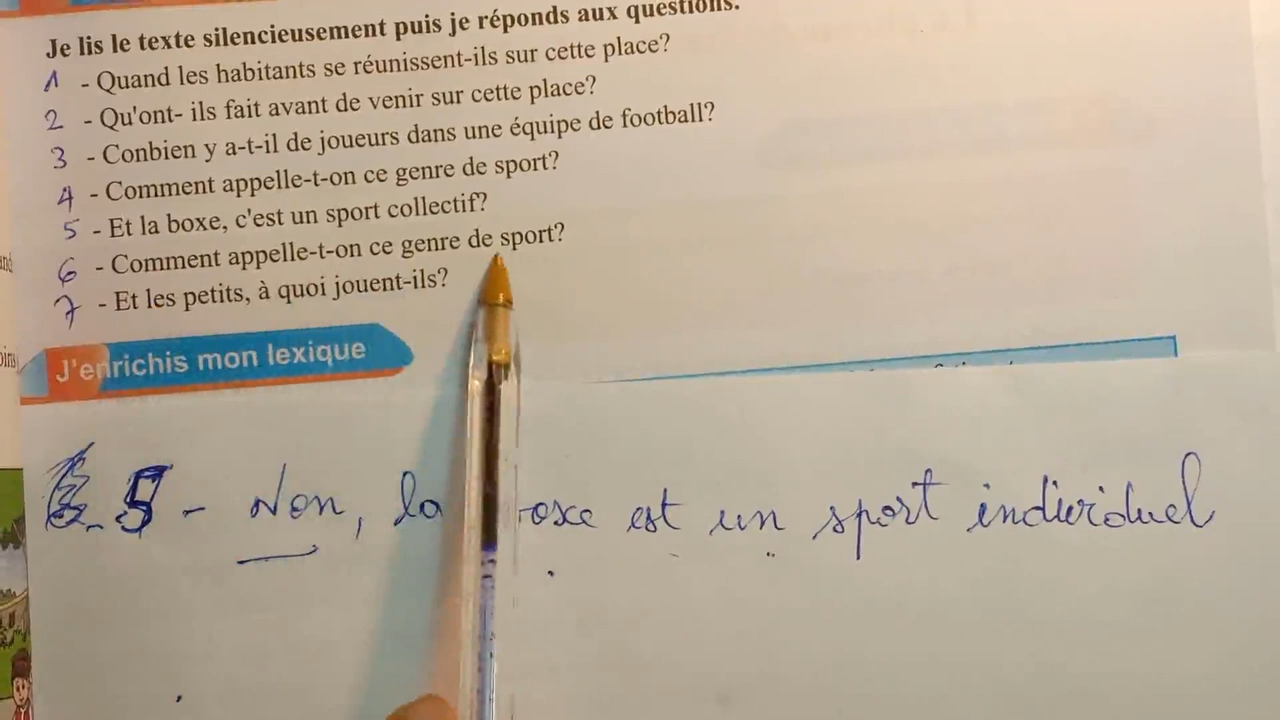 Je lis le texte silencieusement puis je réponds aux questions.
1 - Quand les habitants se réunissent-ils sur cette place?
2 - Qu'ont- ils fait avant de venir sur cette place?
3 - Conbien y a-t-il de joueurs dans une équipe de football?
4 - Comment appelle-t-on ce genre de sport?
5 - Et la boxe, c'est un sport collectif?
6 - Comment appelle-t-on ce genre de sport?
7 - Et les petits, à quoi jouent-ils?
J'enrichis mon lexique
5 - Non, la est un sport individuel